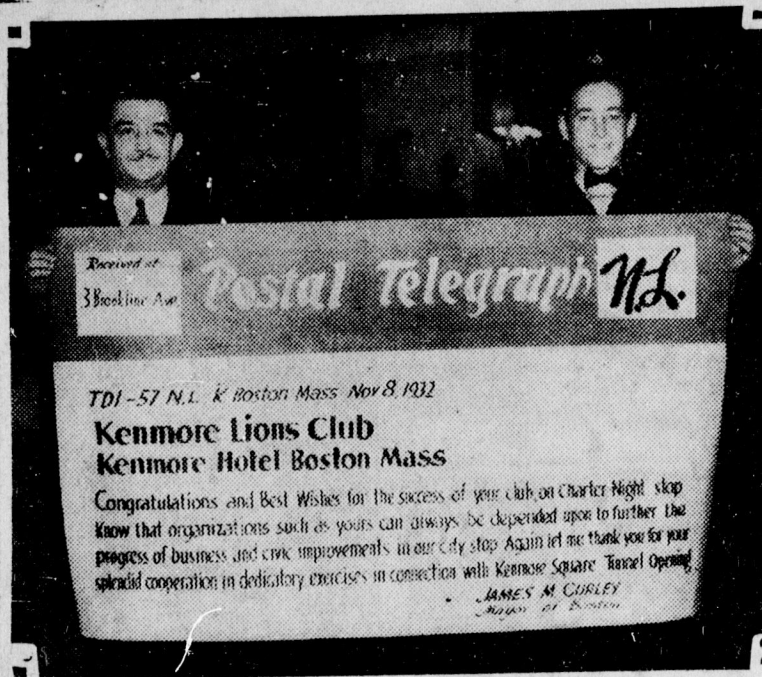 Received at
3 Brookline Ave.
Postal Telegraph
N.L.
TDI-57 N.L. K Boston Mass Nov 8, 1932
Kenmore Lions Club
Kenmore Hotel Boston Mass
Congratulations and Best Wishes for the success of your club on Charter Night stop
Know that organizations such as yours can always be depended upon to further the
progress of business and civic improvements in our city stop Again let me thank you for your
splendid cooperation in dedicatory exercises in connection with Kenmore Square Tunnel Opening
JAMES M CURLEY
Mayor of Boston